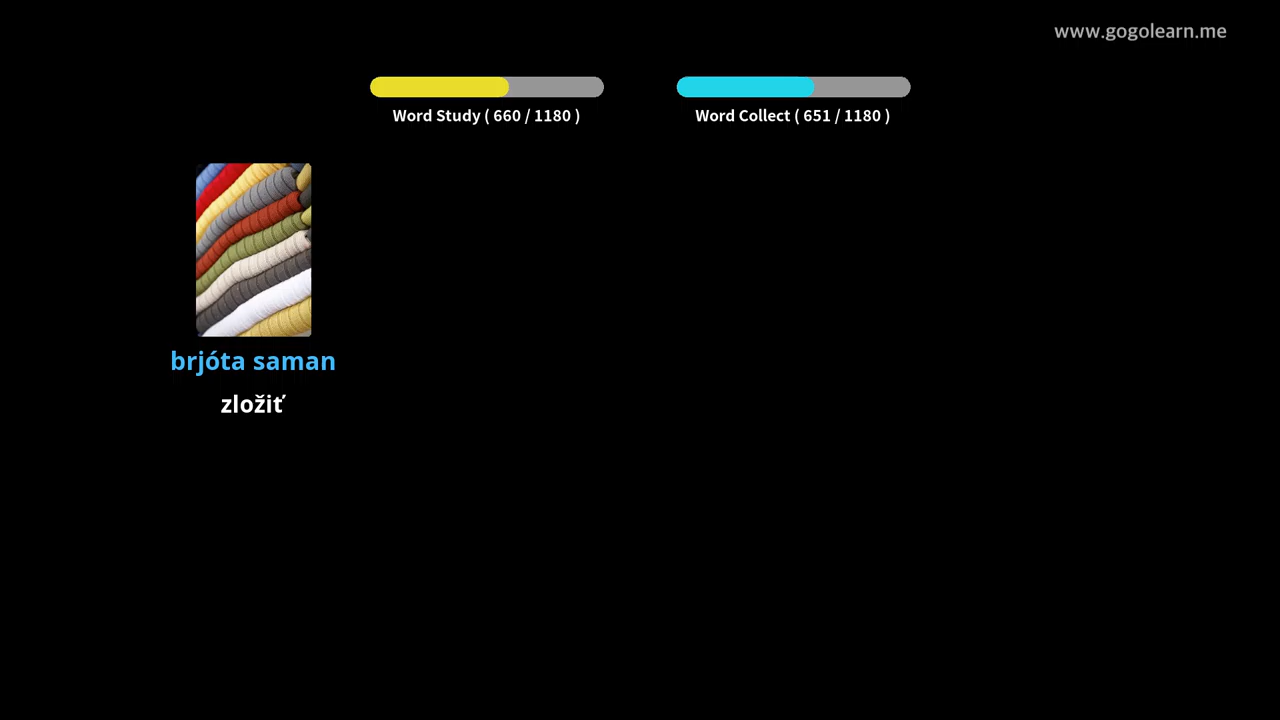 www.gogolearn.me
Word Study ( 660 / 1180 )
Word Collect ( 651 / 1180 )
brjóta saman
zložiť